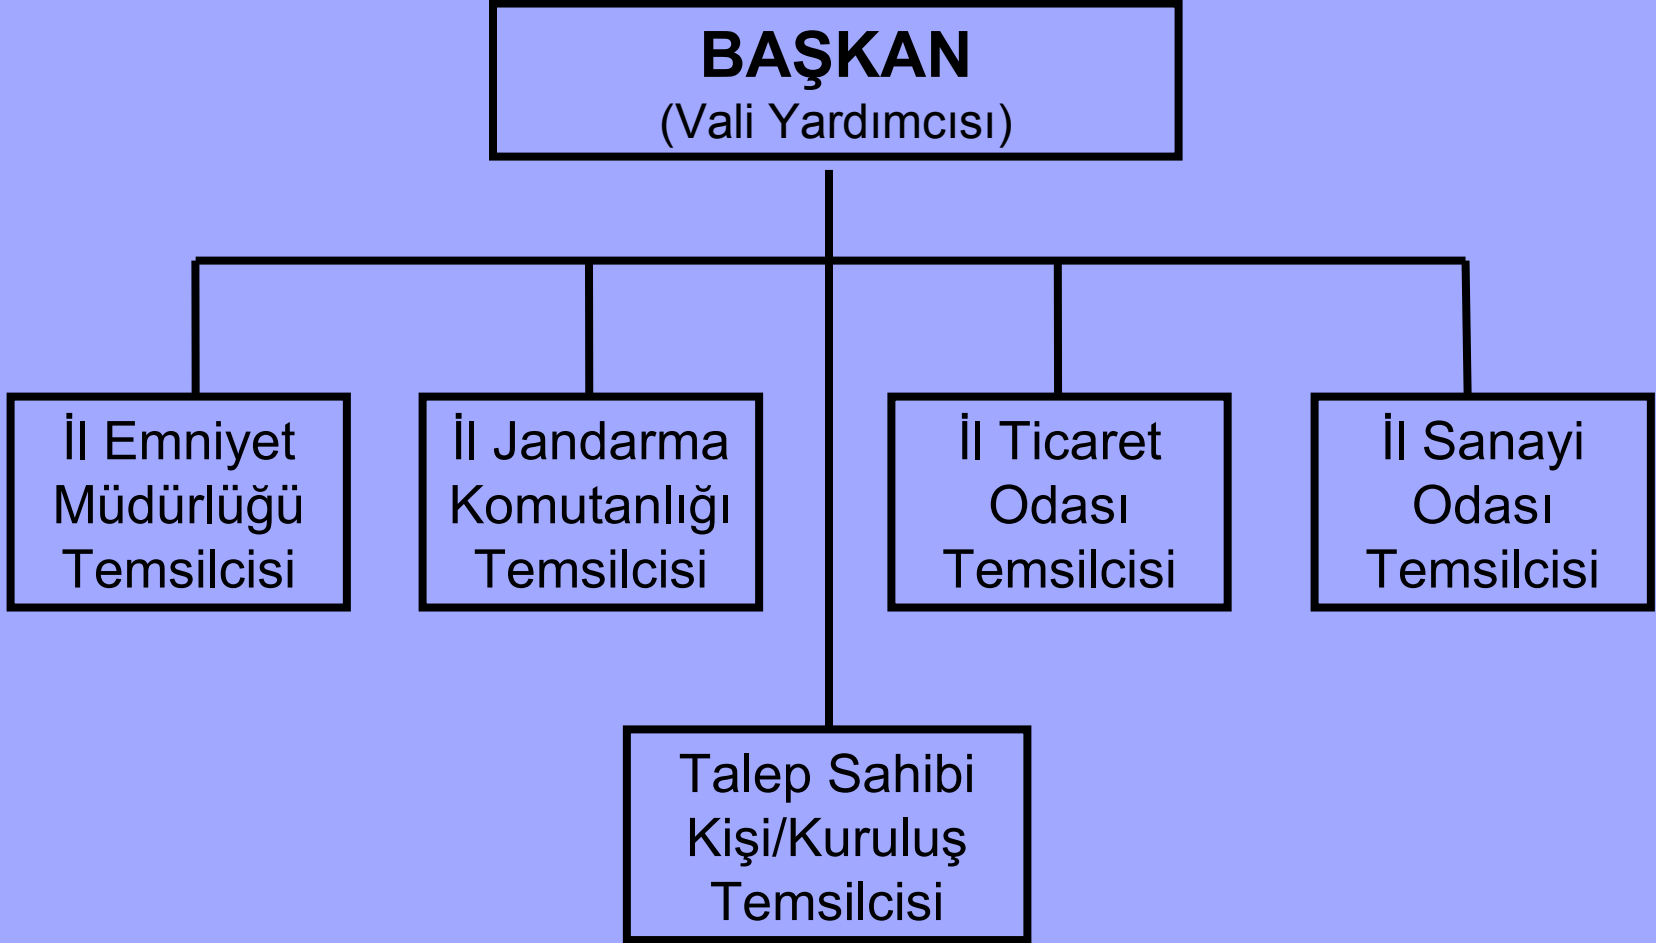 BAŞKAN
(Vali Yardımcısı)
İl Emniyet
Müdürlüğü
Temsilcisi
İl Jandarma
Komutanlığı
Temsilcisi
İl Ticaret
Odası
Temsilcisi
İl Sanayi
Odası
Temsilcisi
Talep Sahibi
Kişi/Kuruluş
Temsilcisi